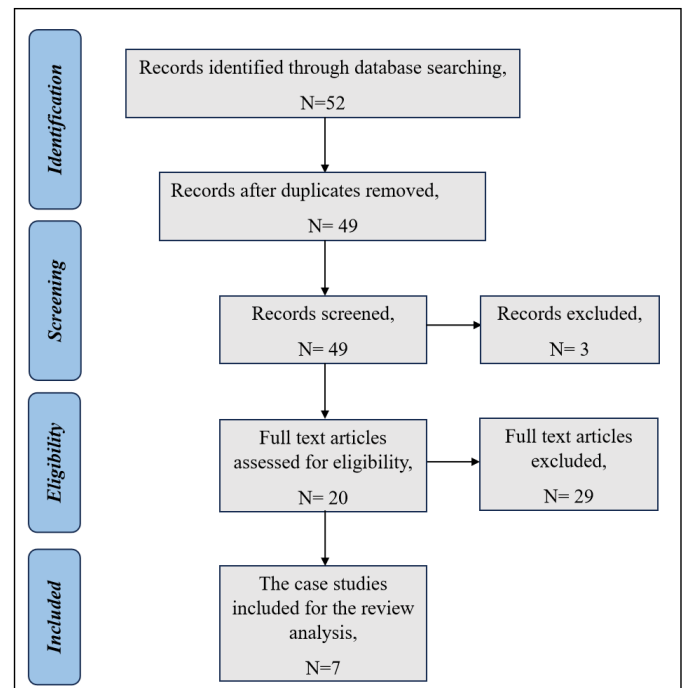 Identification
Records identified through database searching,
N=52
Records after duplicates removed,
N= 49
Screening
Records screened,
N= 49
Records excluded,
N= 3
Eligibility
Full text articles
assessed for eligibility,
N= 20
Full text articles
excluded,
N= 29
Included
The case studies
included for the review
analysis,
N=7